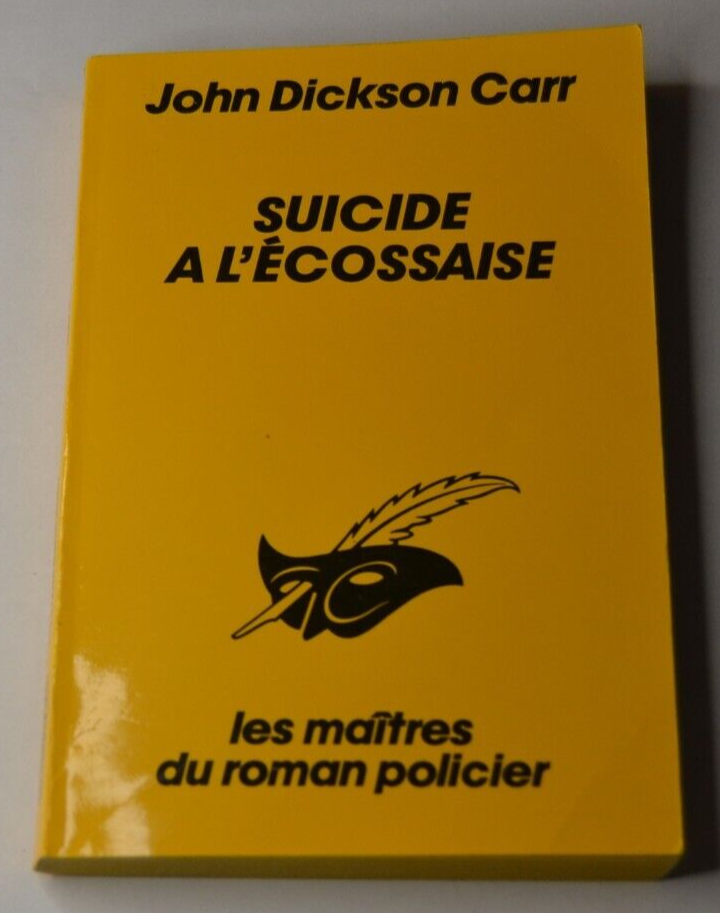 John Dickson Carr
SUICIDE
A L'ÉCOSSAISE
les maîtres
du roman policier